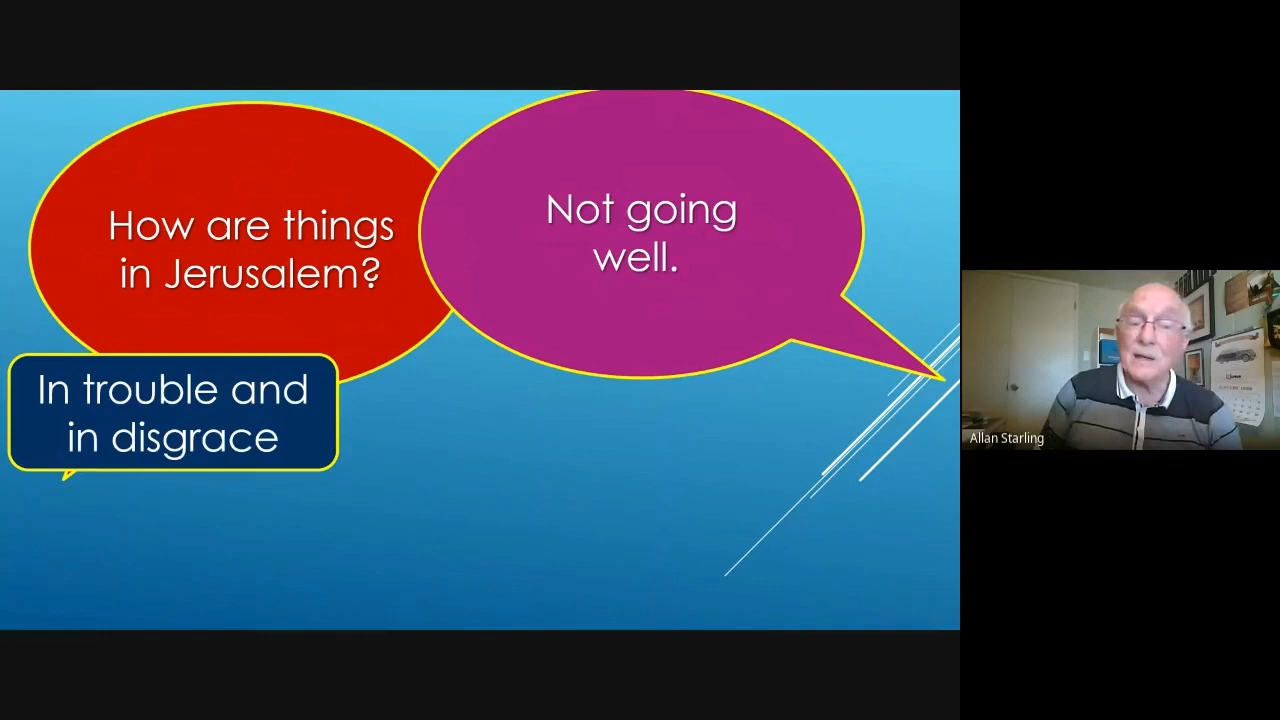 How are things
in Jerusalem?
Not going
well.
In trouble and
in disgrace
Allan Starling